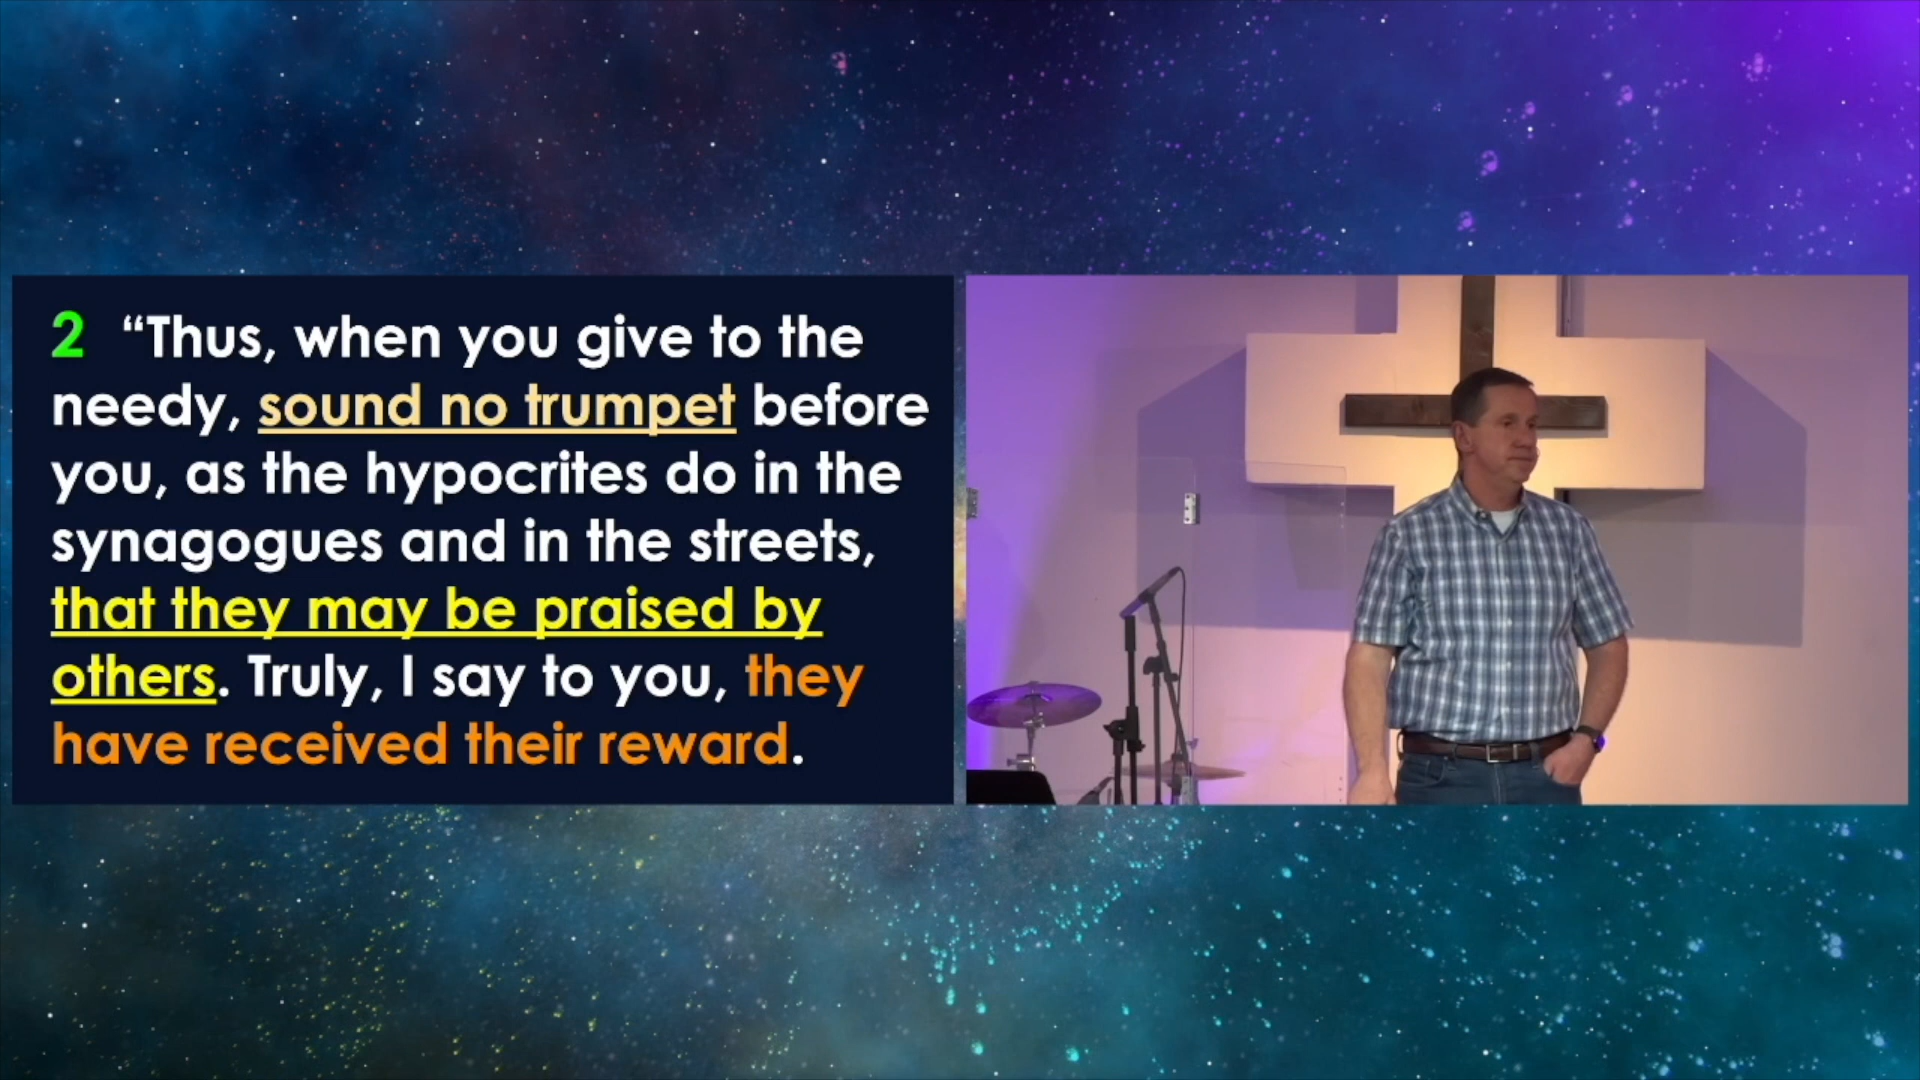 2 “Thus, when you give to the
needy, sound no trumpet before
you, as the hypocrites do in the
synagogues and in the streets,
that they may be praised by
others. Truly, I say to you, they
have received their reward.